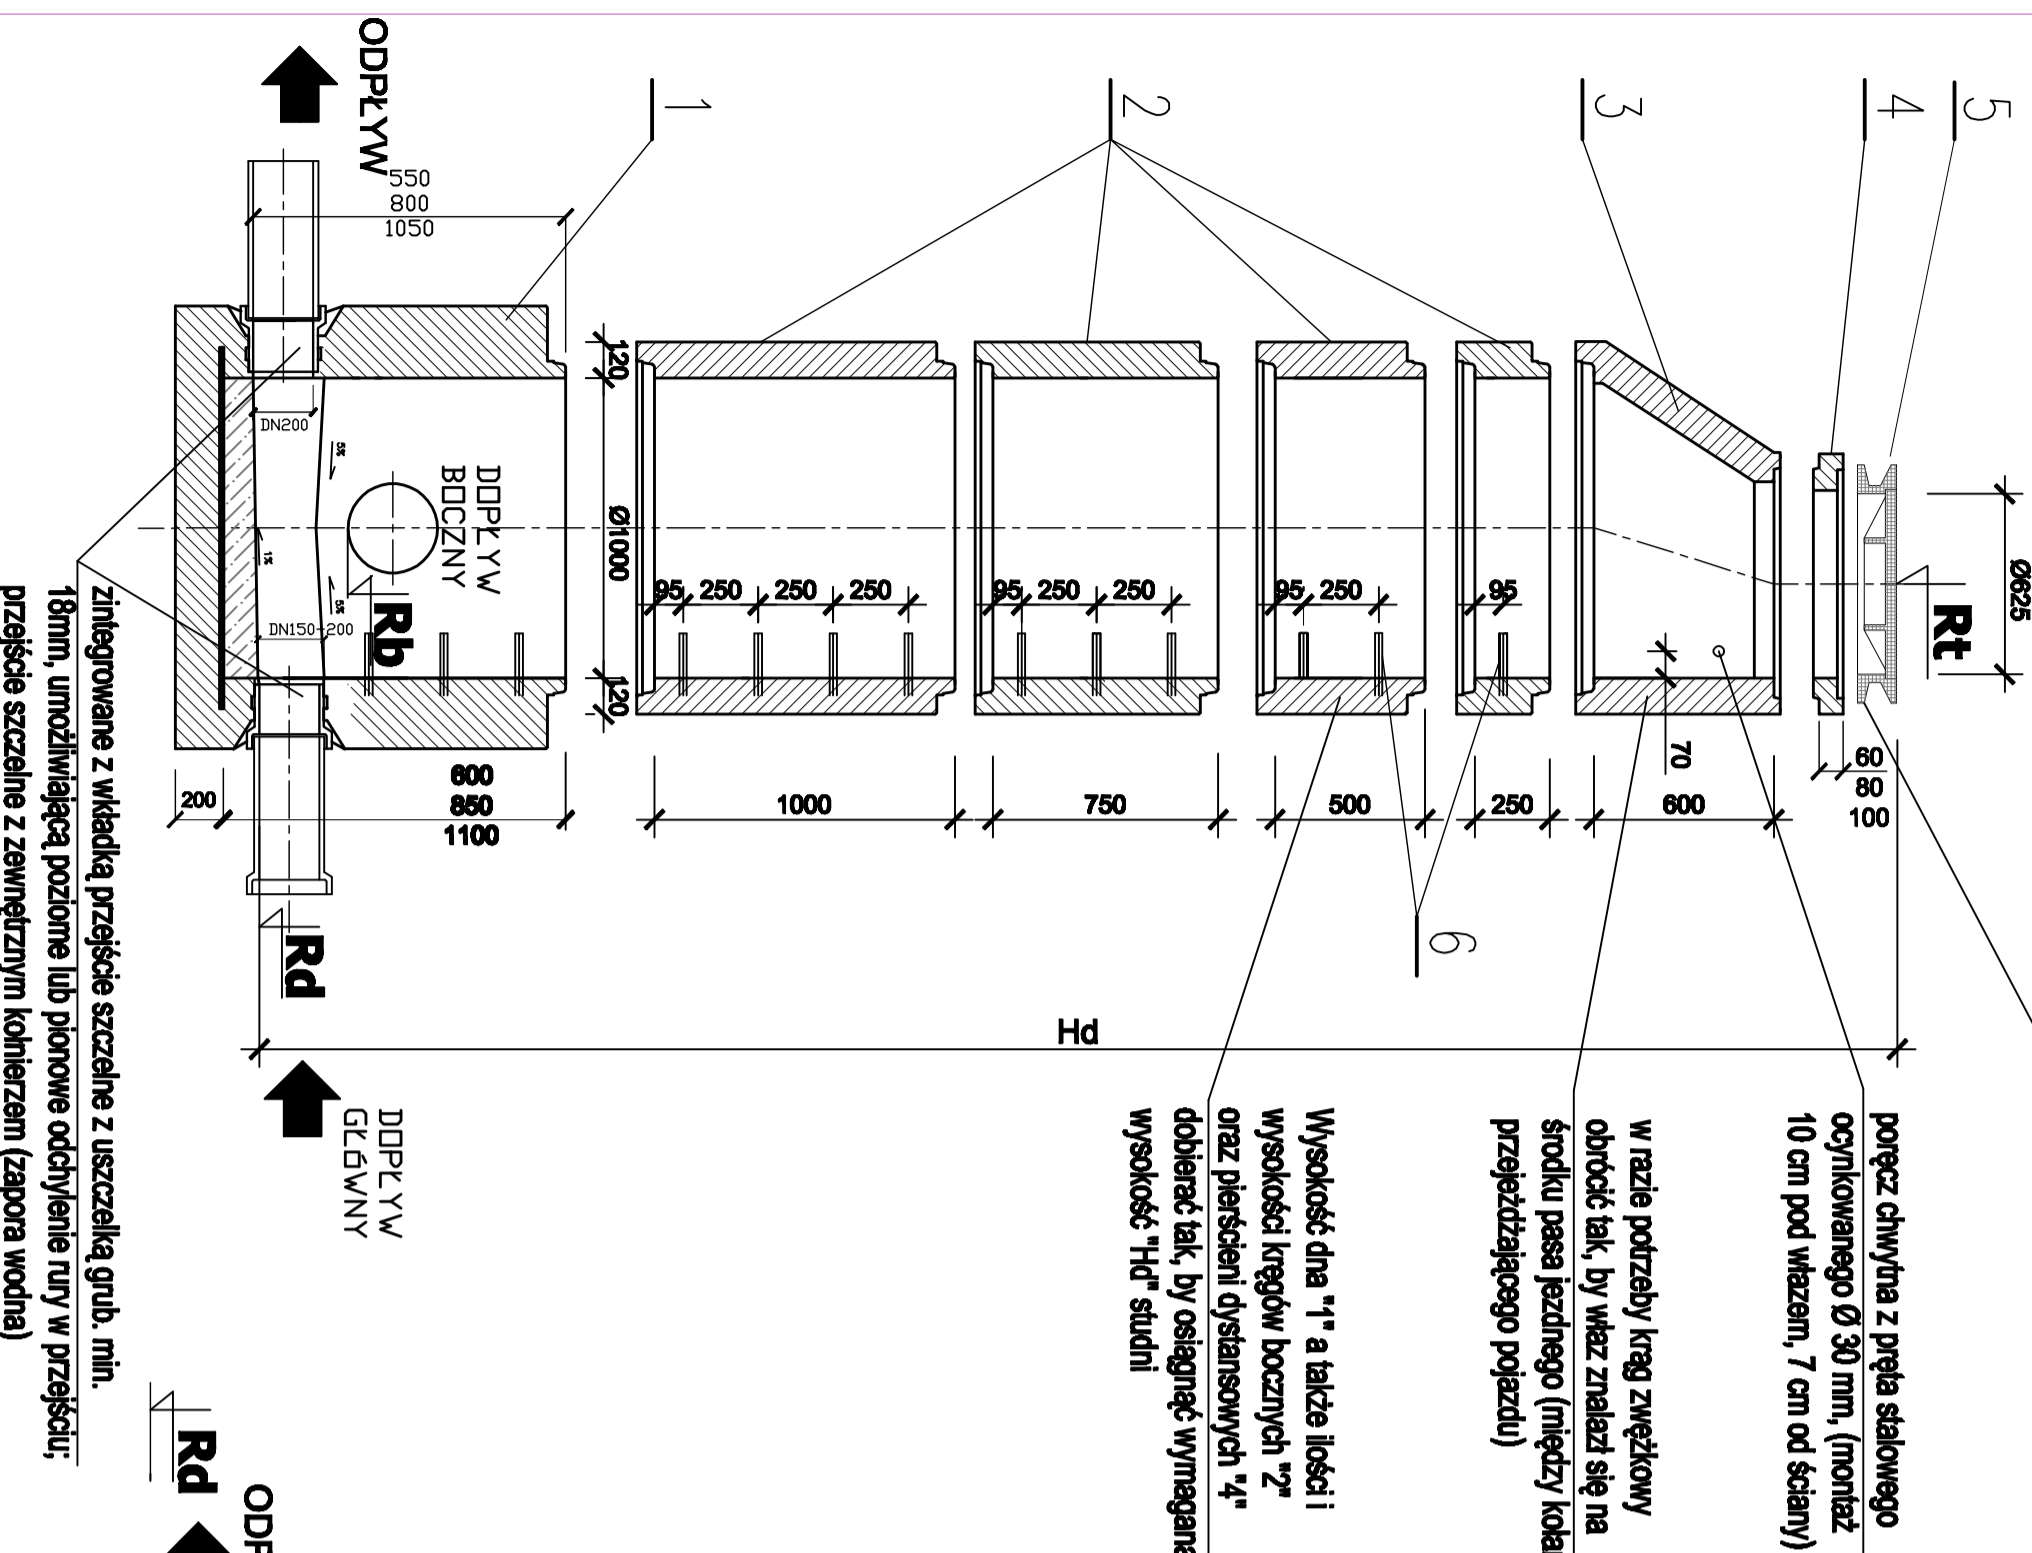 5
4
3
2
1
6
ODPŁYW
550
800
1050
DN200
5%
5%
1%
DOPŁYW
BOCZNY
DN150-200
Rb
120
Ø1000
120
95 250 250 250
95 250 250
95 250
95
Ø625
Rt
70
200
600
850
1100
1000
750
500
250
600
60
80
100
Rd
Hd
DOPŁYW
GŁÓWNY
poręcz chwytna z pręta stalowego
ocynkowanego Ø 30 mm, (montaż
10 cm pod włazem, 7 cm od ściany)
w razie potrzeby krąg zwężkowy
obrócić tak, by właz znalazł się na
środku pasa jezdnego (między kołam
przejeżdżającego pojazdu)
Wysokość dna "1" a także ilości i
wysokości kręgów bocznych "2"
oraz pierścieni dystansowych "4"
dobierać tak, by osiągnąć wymagana
wysokość "Hd" studni
zintegrowane z wkładką przejście szczelne z uszczelką grub. min.
18mm, umożliwiającą poziome lub pionowe odchylenie rury w przejściu;
przejście szczelne z zewnętrznym kołnierzem (zapora wodna)
Rd